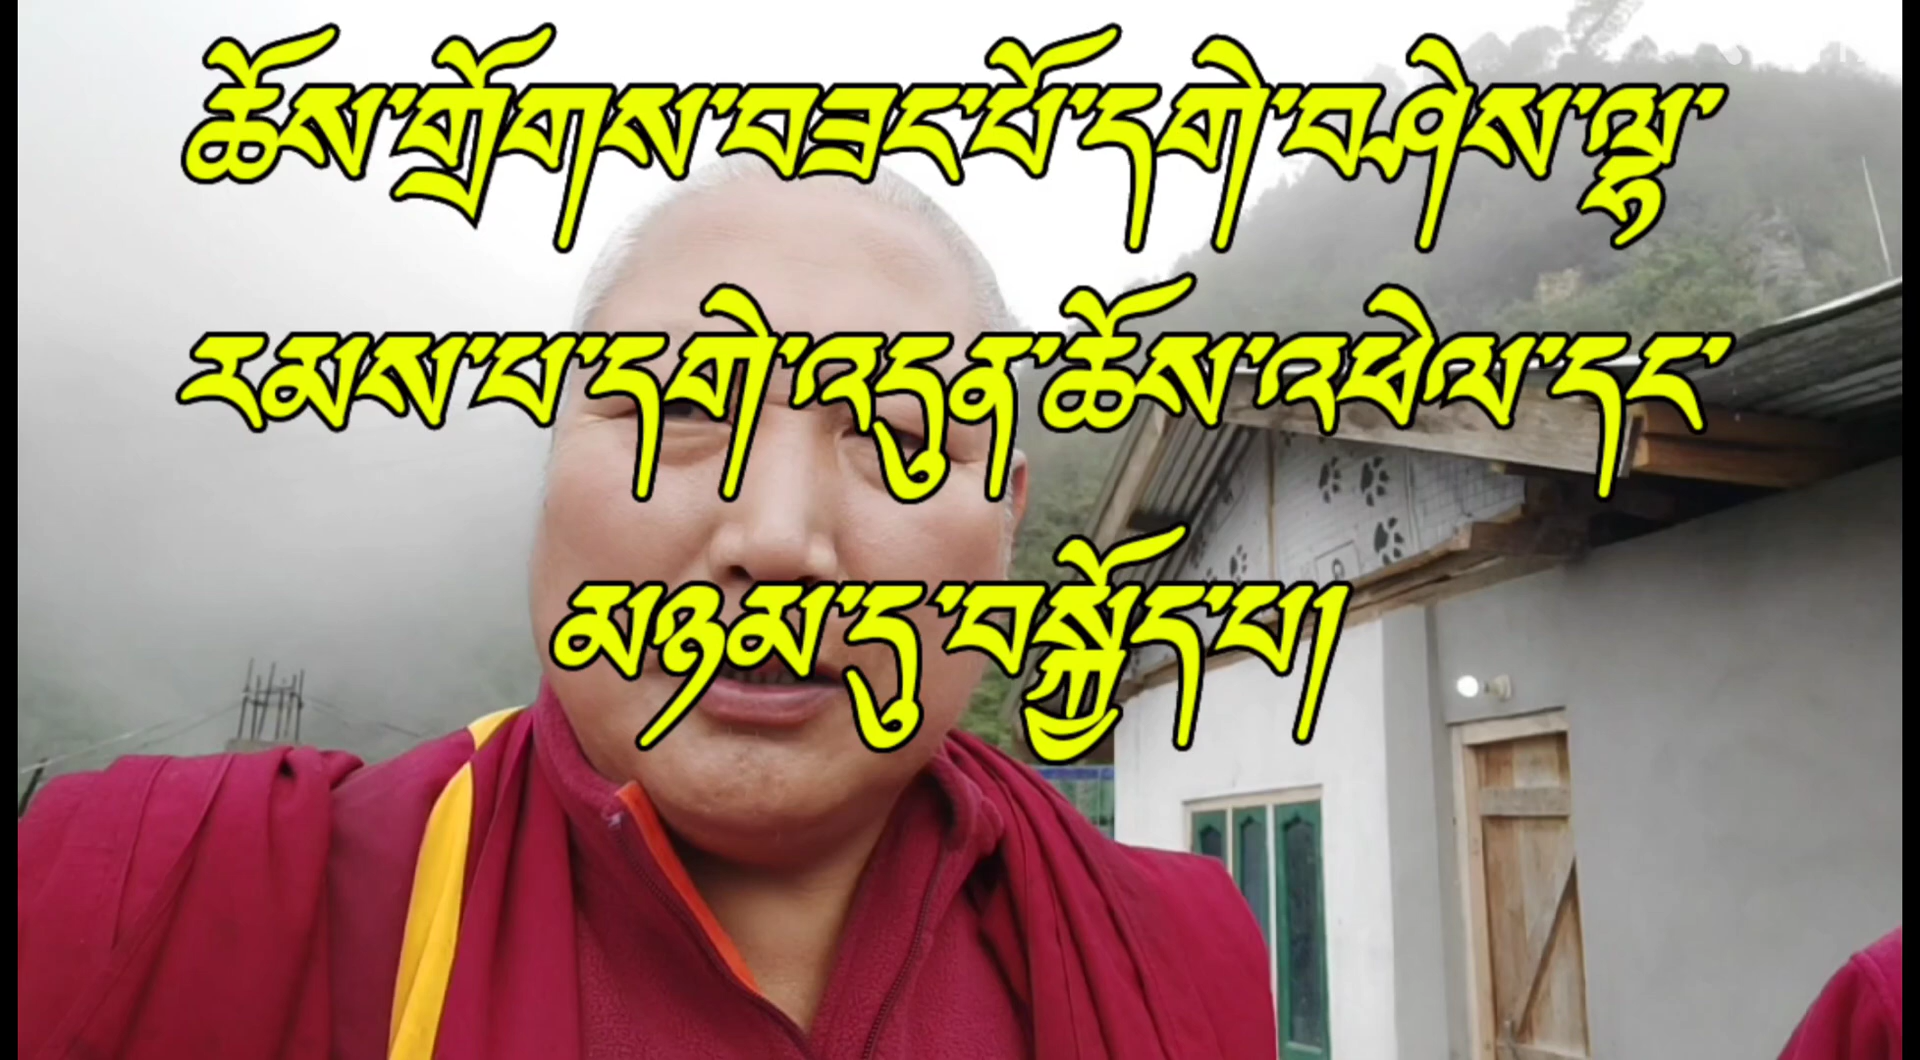 ཆོས་གྲོགས་བཟང་པོ་དགེ་བཤེས་ལྷ་
རམས་པ་དགེ་འདུན་ཆོས་འཕེལ་དང་
མཉམ་དུ་བསྐྱོད་པ།